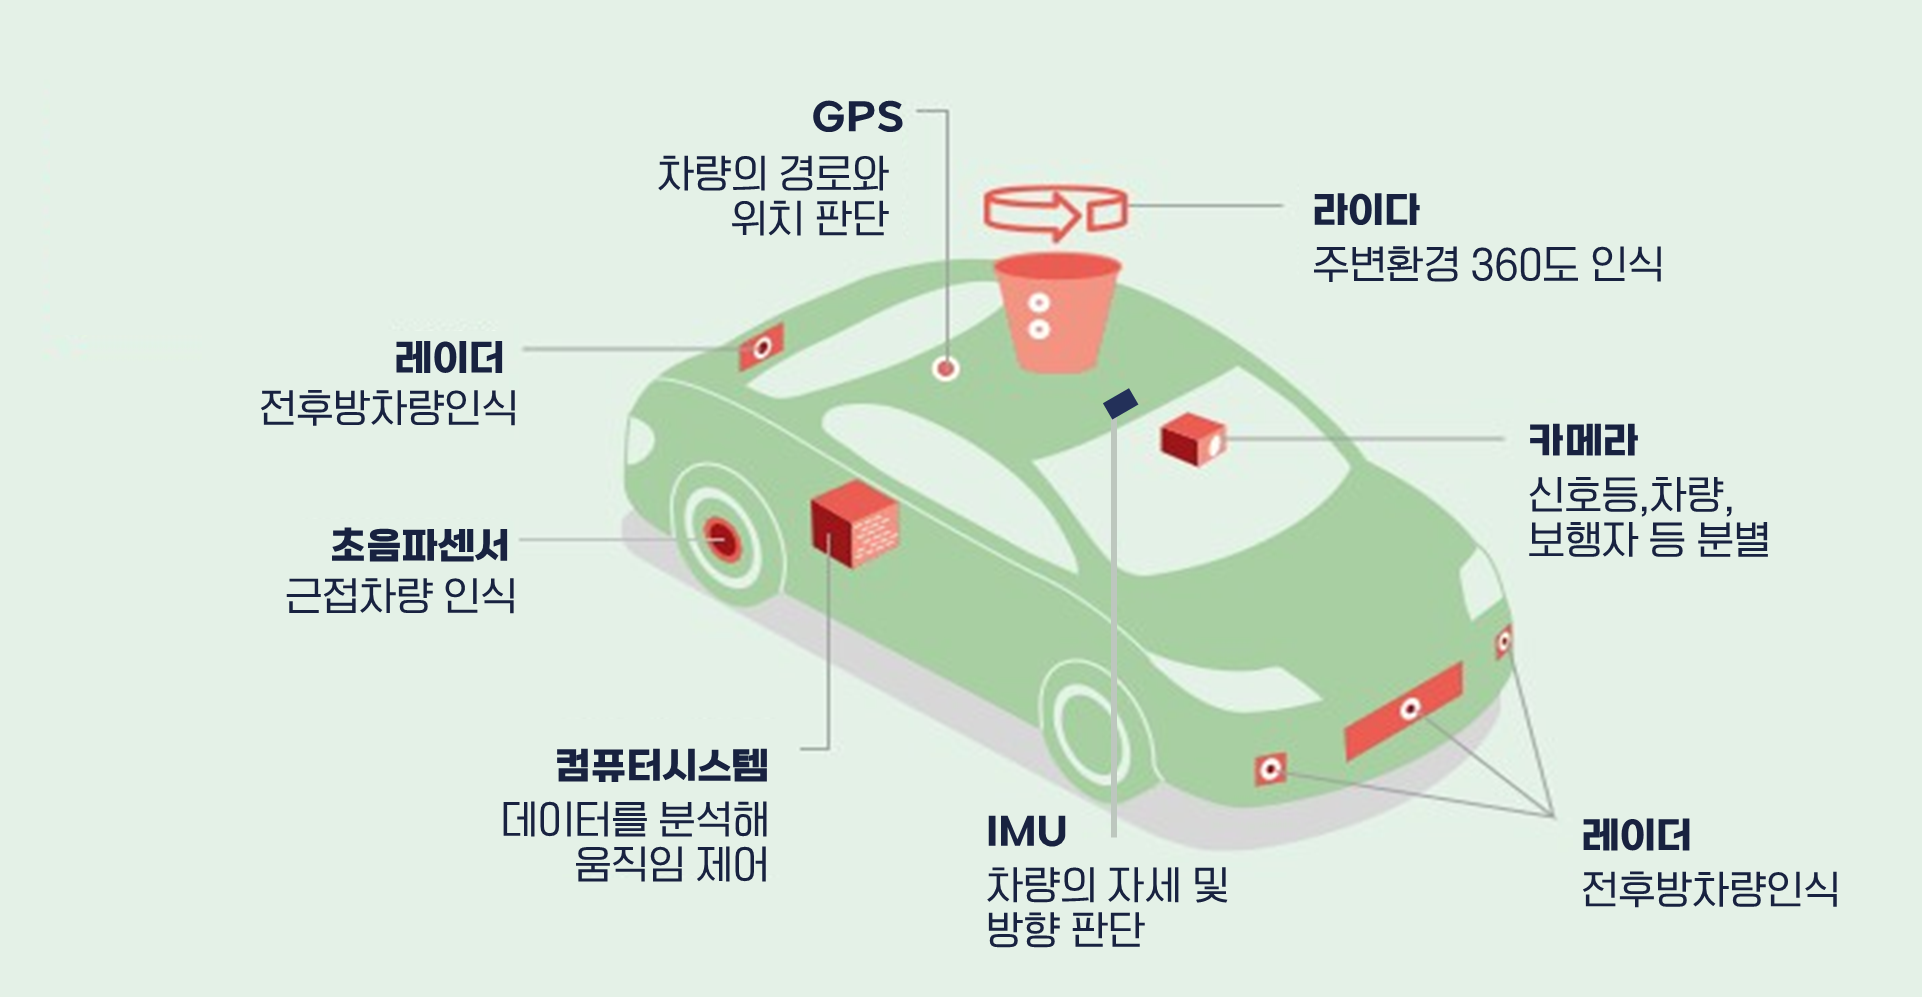 GPS
차량의 경로와
위치 판단
라이다
주변환경 360도 인식
레이더
전후방차량인식
카메라
신호등,차량,
보행자 등 분별
초음파센서
근접차량 인식
컴퓨터시스템
데이터를 분석해
움직임 제어
IMU
차량의 자세 및
방향 판단
레이더
전후방차량인식